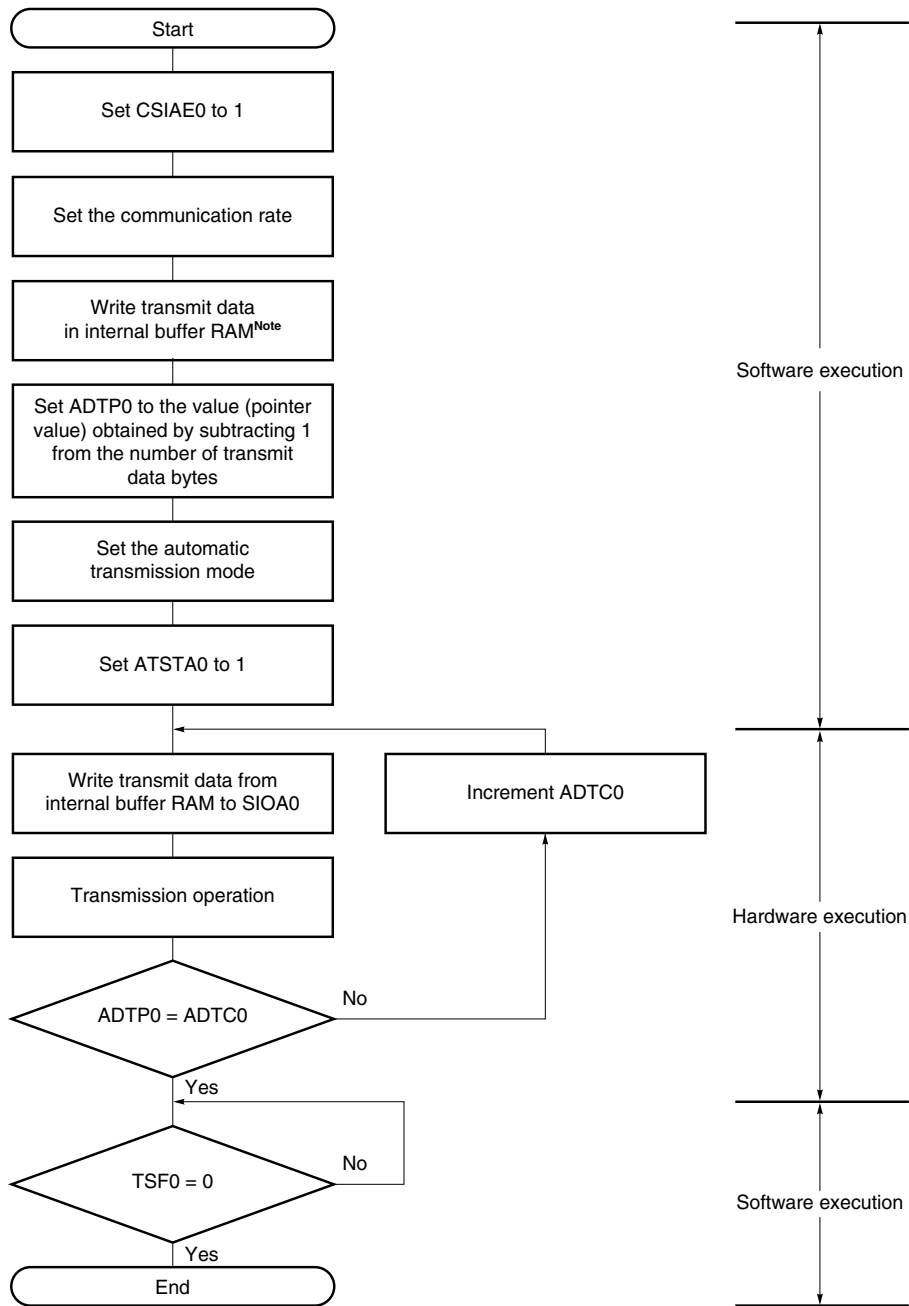 Start
Set CSIAE0 to 1
Set the communication rate
Write transmit data
in internal buffer RAMNote
Software execution
Set ADTP0 to the value (pointer
value) obtained by subtracting 1
from the number of transmit
data bytes
Set the automatic
transmission mode
Set ATSTA0 to 1
Write transmit data from
internal buffer RAM to SIOA0
Increment ADTC0
Transmission operation
Hardware execution
ADTP0 = ADTC0
No
Yes
TSF0 = 0
No
Software execution
Yes
End